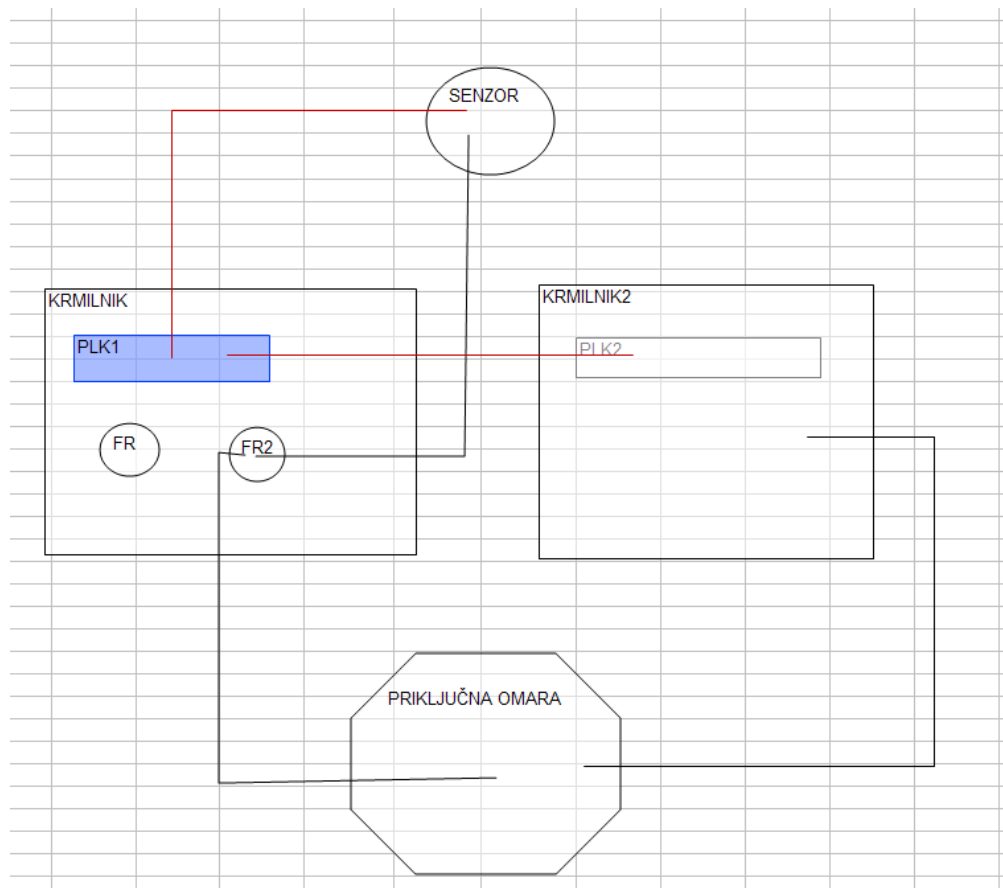 SENZOR
KRMILNIK
PLK1
FR
FR2
KRMILNIK2
PLK2
PRIKLJUČNA OMARA